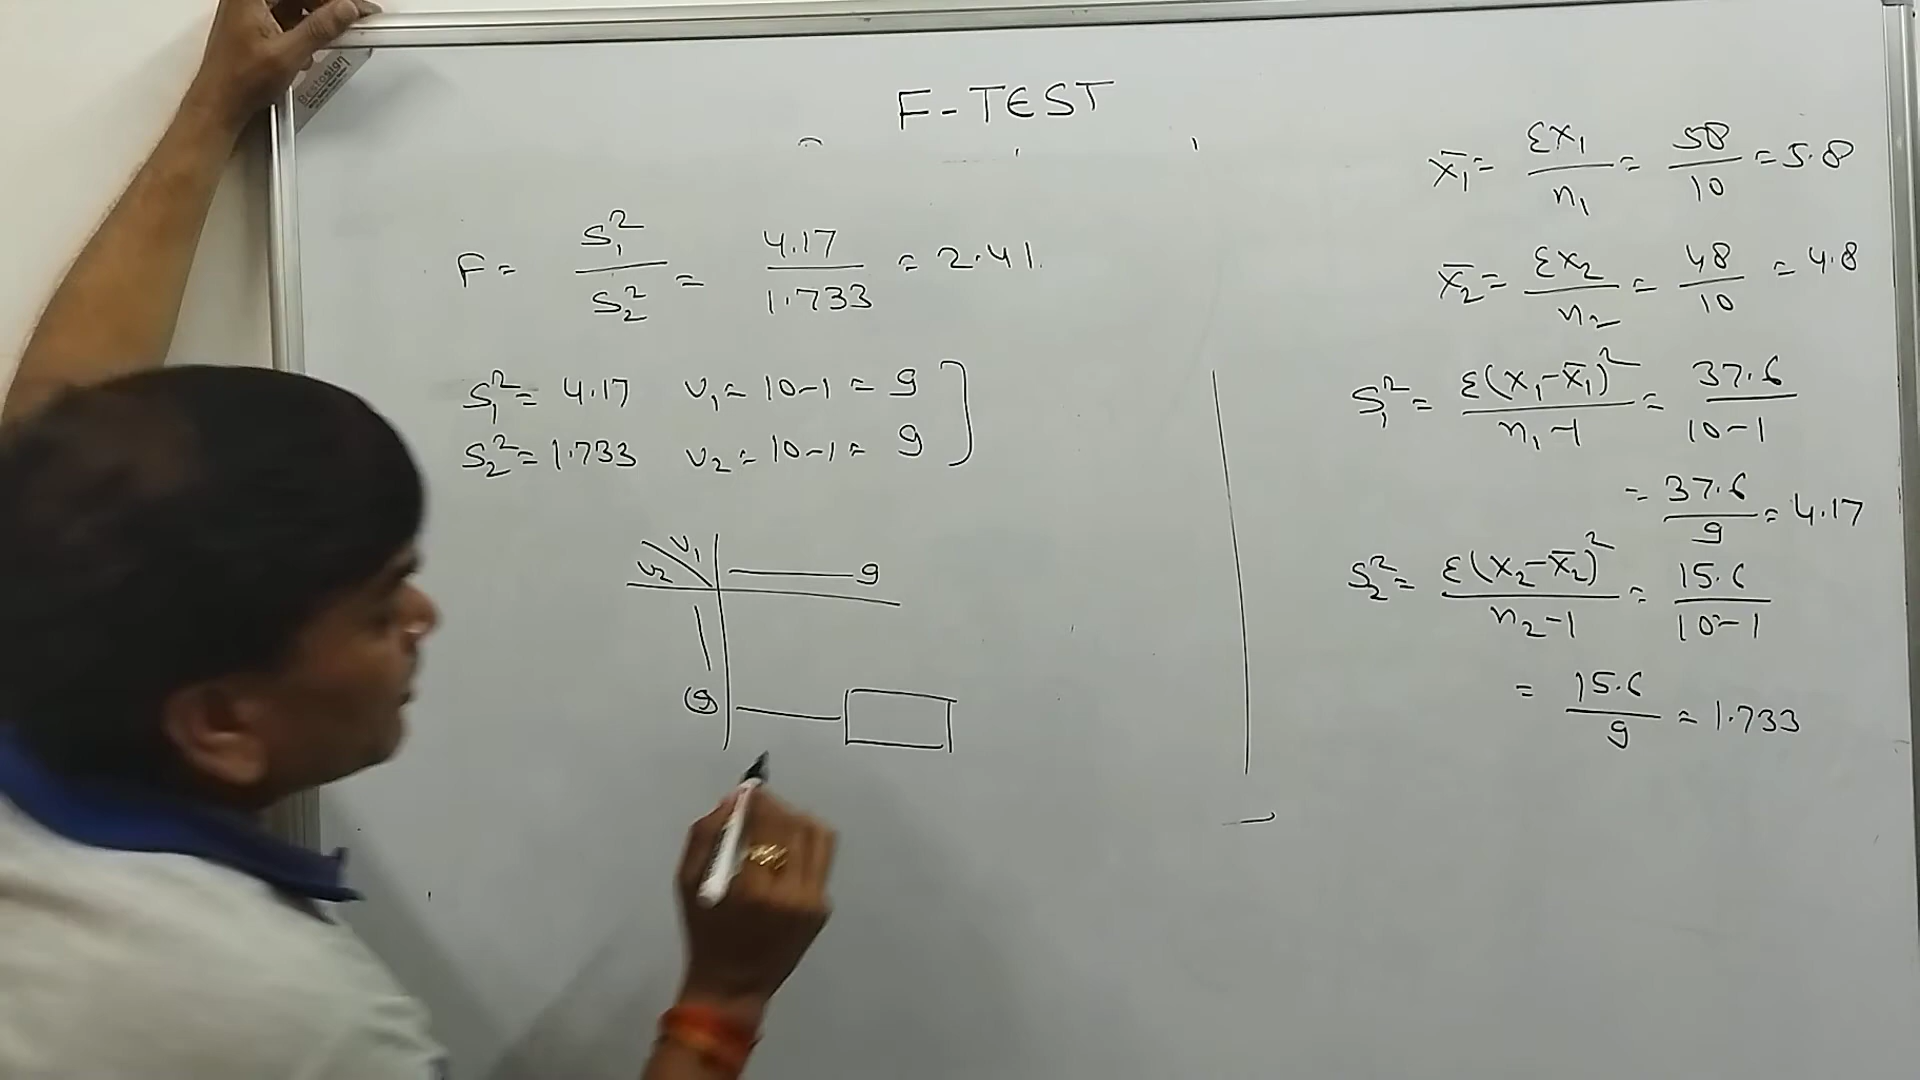 Bestosign
F-TEST
F = S₁²/S₂² = 4.17/1.733 = 2.41
S₁² = 4.17 v₁ = 10-1 = 9
S₂² = 1.733 v₂ = 10-1 = 9
v₁
v₂
9
9
x̄₁ = Σx₁/n₁ = 58/10 = 5.8
x̄₂ = Σx₂/n₂ = 48/10 = 4.8
S₁² = Σ(x₁-x̄₁)²/n₁-1 = 37.6/10-1
= 37.6/9 = 4.17
S₂² = Σ(x₂-x̄₂)²/n₂-1 = 15.6/10-1
= 15.6/9 = 1.733